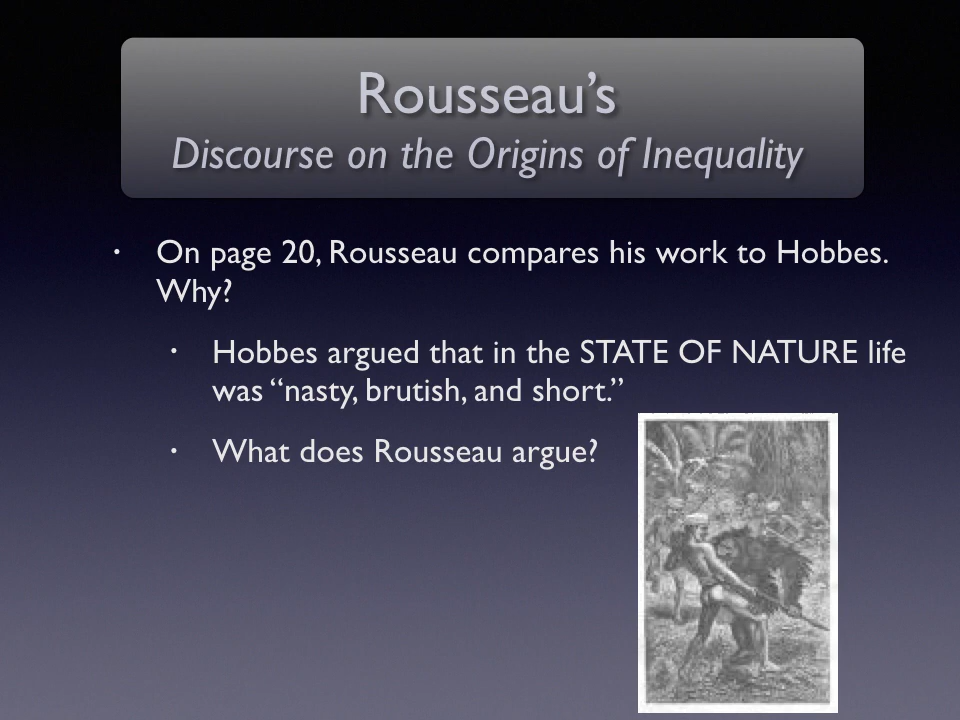 Rousseau’s
Discourse on the Origins of Inequality
• On page 20, Rousseau compares his work to Hobbes.
Why?
• Hobbes argued that in the STATE OF NATURE life
was “nasty, brutish, and short.”
• What does Rousseau argue?